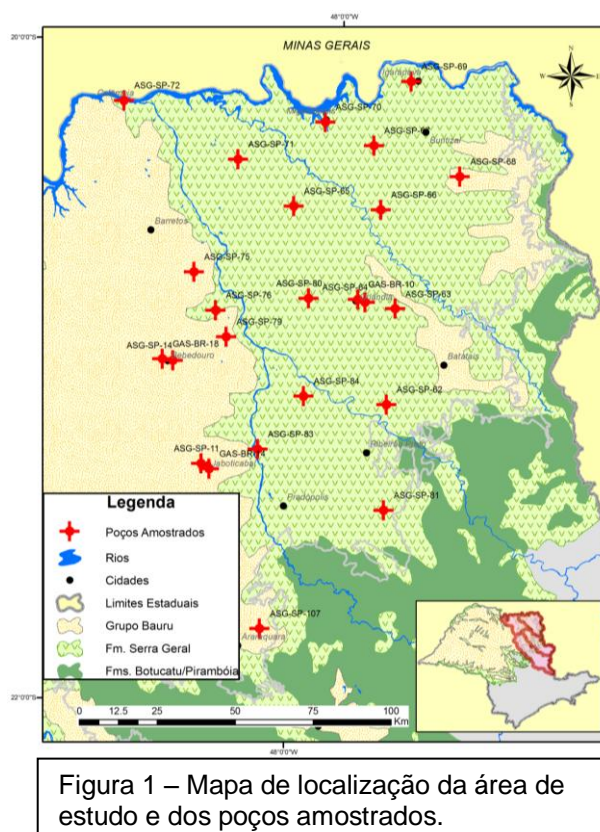 48°0'0"W
20°0'0"S
MINAS GERAIS
N
W
E
S
ASG-SP-69
ASG-SP-72
Colombia
ASG-SP-70
Buritizal
ASG-SP-71
ASG-SP-68
ASG-SP-65
ASG-SP-66
Barretos
ASG-SP-75
ASG-SP-80
ASG-SP-64
GAS-BR-10
ASG-SP-63
ASG-SP-76
ASG-SP-79
ASG-SP-14
GAS-BR-18
Bebedouro
Batatais
ASG-SP-84
ASG-SP-62
ASG-SP-83
Ribeirão Preto
ASG-SP-11
Jaboticabal
Pradópolis
ASG-SP-81
ASG-SP-107
Araraquara
Legenda
Poços Amostrados
Rios
Cidades
Limites Estaduais
Grupo Bauru
Fm. Serra Geral
Fms. Botucatu/Pirambóia
22°0'0"S
0 12.5 25 50 75 100
Km
48°0'0"W
Figura 1 – Mapa de localização da área de
estudo e dos poços amostrados.